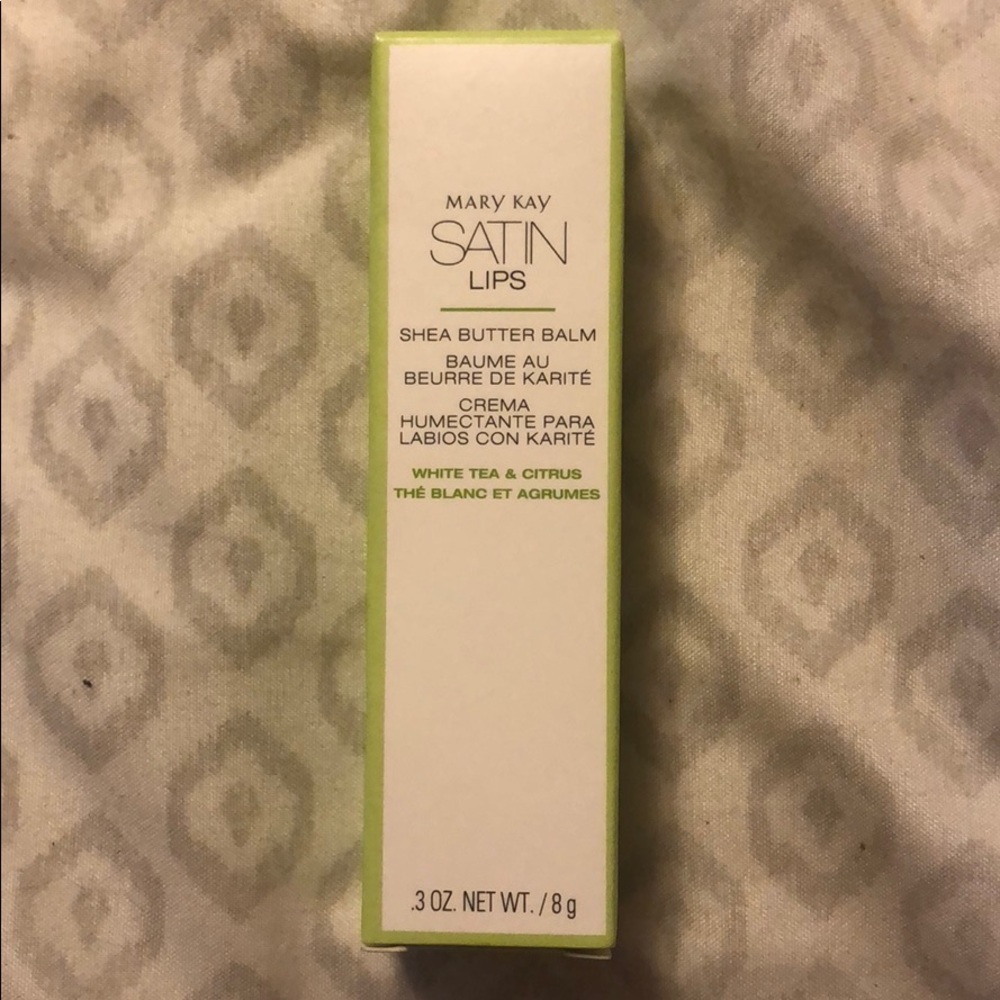 MARY KAY
SATIN
LIPS
SHEA BUTTER BALM
BAUME AU
BEURRE DE KARITÉ
CREMA
HUMECTANTE PARA
LABIOS CON KARITÉ
WHITE TEA & CITRUS
THÉ BLANC ET AGRUMES
.3 OZ. NET WT. / 8 g